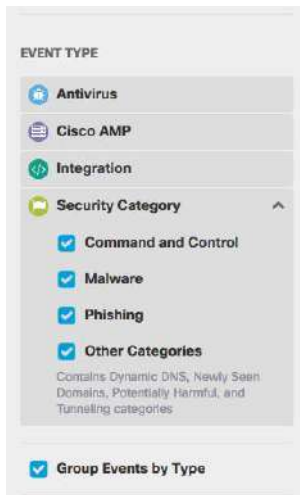 EVENT TYPE
Antivirus
Cisco AMP
Integration
Security Category
Command and Control
Malware
Phishing
Other Categories
Contains Dynamic DNS, Newly Seen
Domains, Potentially Harmful, and
Tunneling categories
Group Events by Type